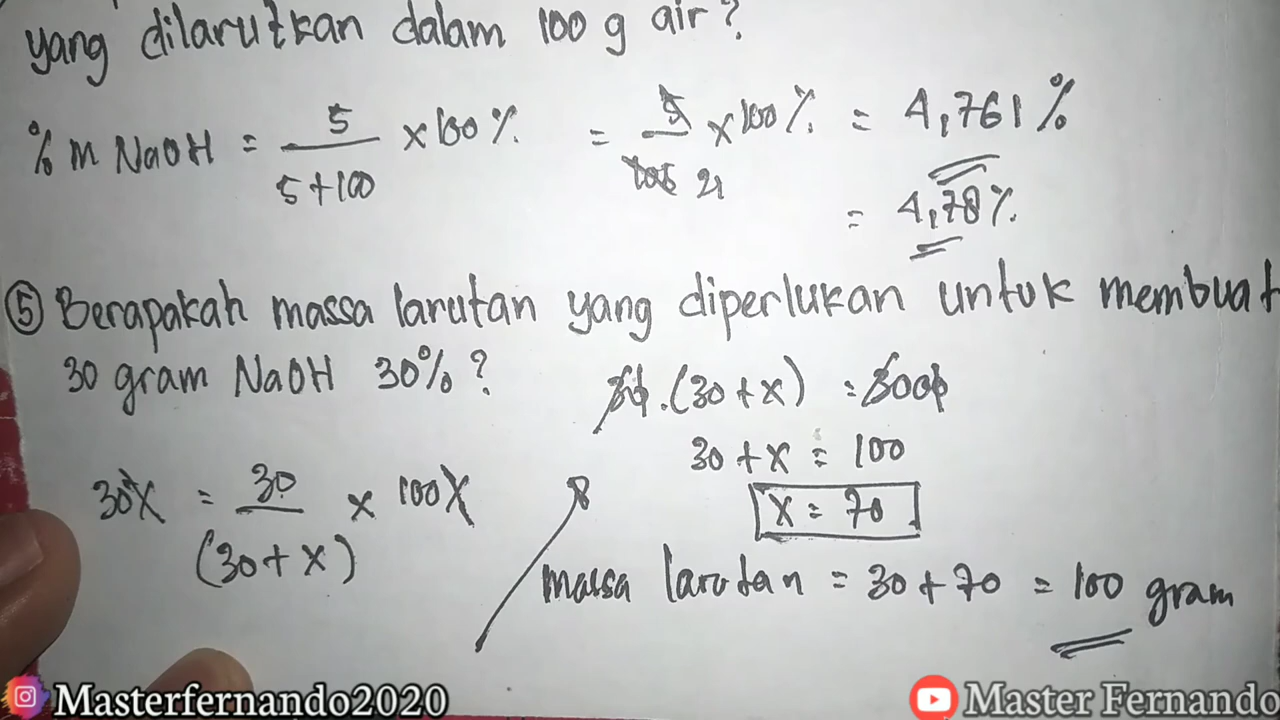 yang dilarutkan dalam 100 g air?
% m NaOH = 5 / 5+100 x 100 % = 5 / 105 21 x 100 % = 4,761 %
= 4,78 %
⑤ Berapakah massa larutan yang diperlukan untuk membuat
30 gram NaOH 30% ?
30 . (30 + x) = 3000
30 + x = 100
30% = 30 / (30 + x) x 100%
x = 70
massa larutan = 30 + 70 = 100 gram
Masterfernando2020
Master Fernando